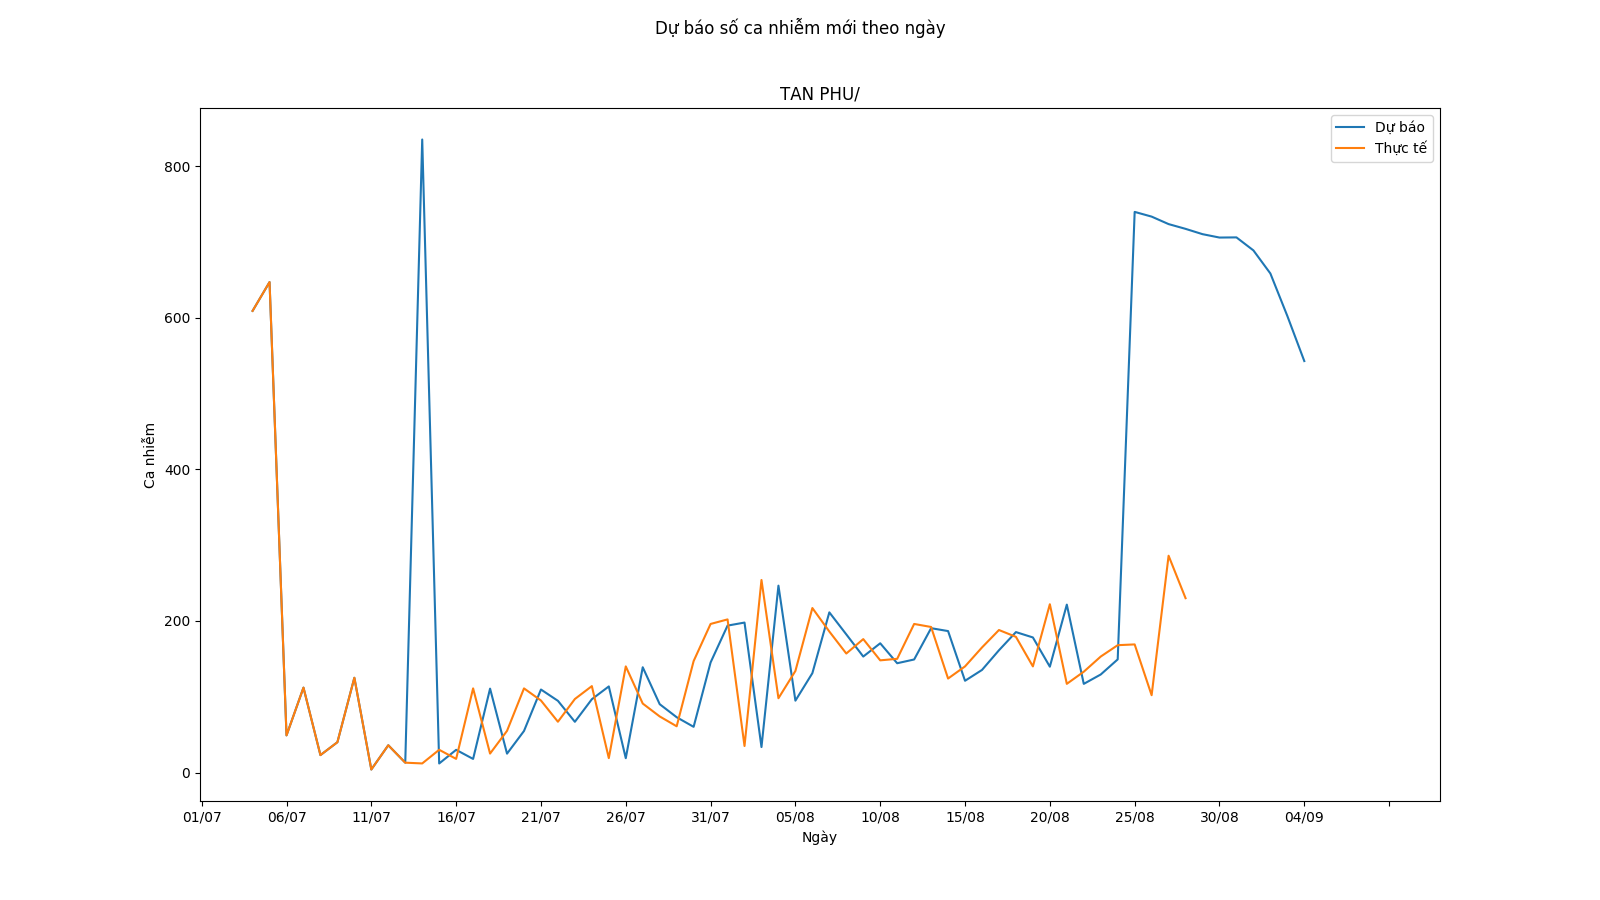 Dự báo số ca nhiễm mới theo ngày
TAN PHU/
Dự báo
Thực tế
800
600
400
200
0
Ca nhiễm
01/07 06/07 11/07 16/07 21/07 26/07 31/07 05/08 10/08 15/08 20/08 25/08 30/08 04/09
Ngày